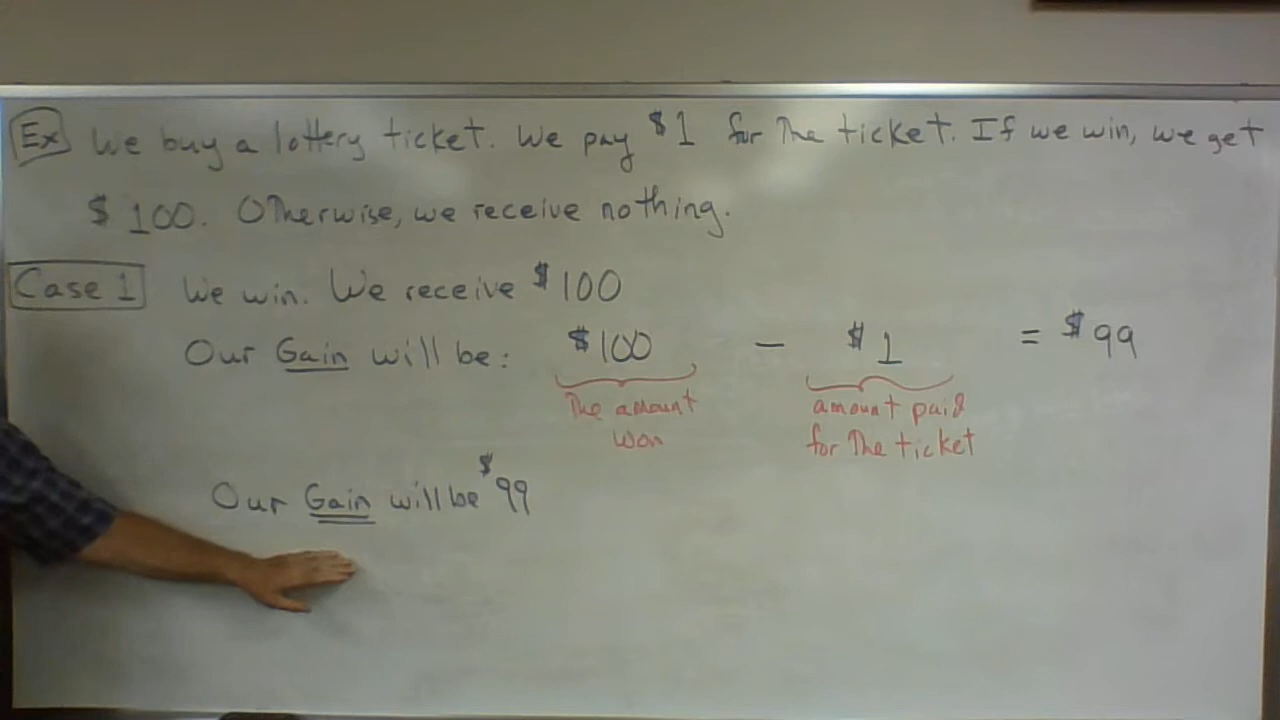 Ex We buy a lottery ticket. We pay $1 for The ticket. If we win, we get
$100. Otherwise, we receive nothing.
Case 1 We win. We receive $100
Our Gain will be: $100 - $1 = $99
The amount won
amount paid for The ticket
Our Gain will be $99